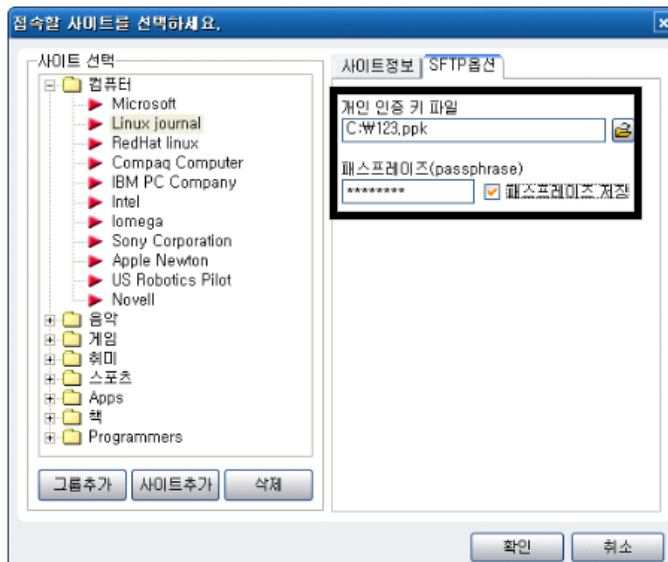 접속할 사이트를 선택하세요.
사이트 선택
컴퓨터
Microsoft
Linux journal
RedHat linux
Compaq Computer
IBM PC Company
Intel
Iomega
Sony Corporation
Apple Newton
US Robotics Pilot
Novell
음악
게임
취미
스포츠
Apps
책
Programmers
그룹추가 사이트추가 삭제
사이트정보 SFTP옵션
개인 인증 키 파일
C:₩123.ppk
패스프레이즈(passphrase)
******** 패스프레이즈 저장
확인 취소